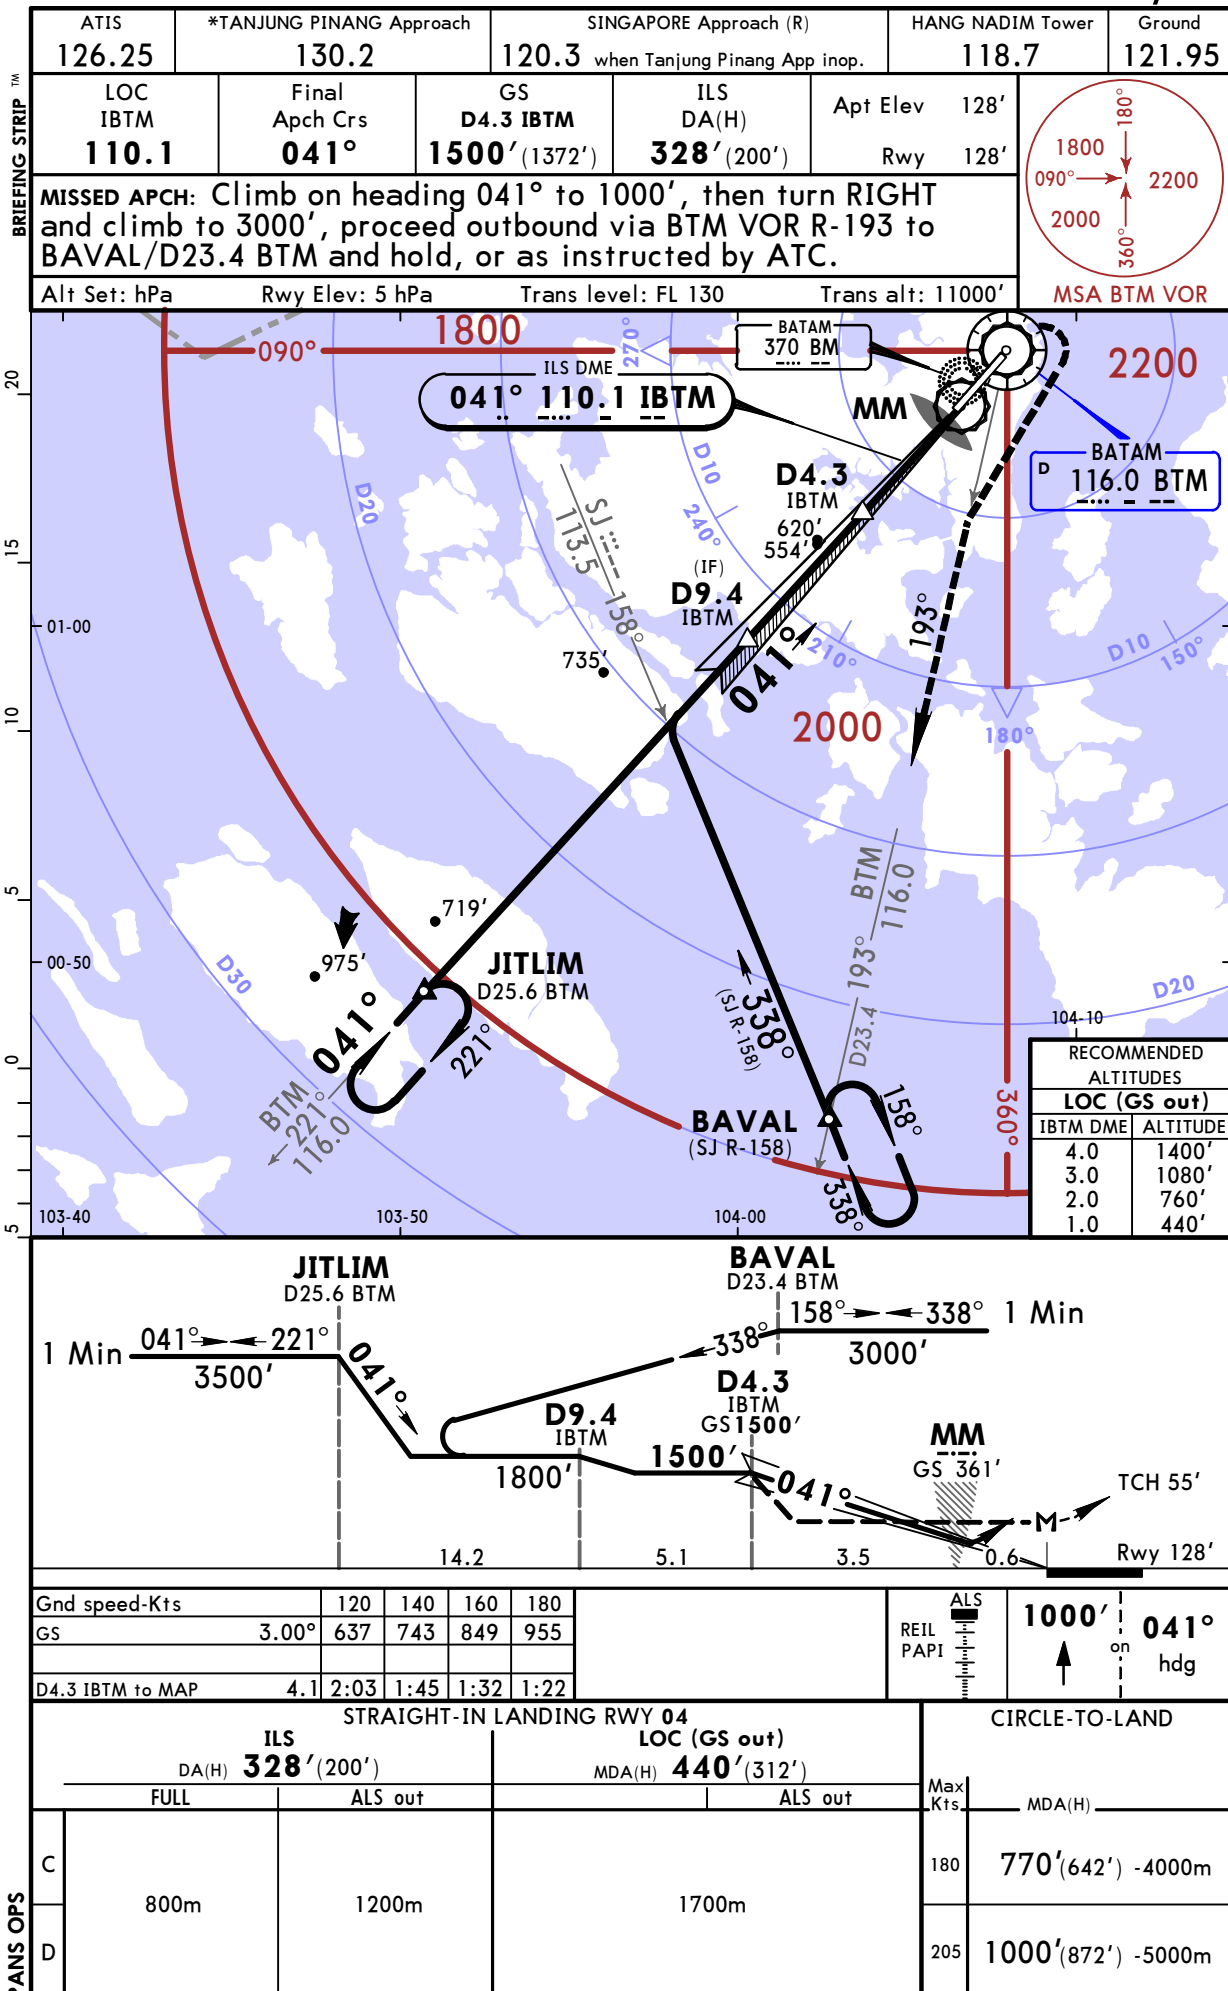 ATIS
126.25
*TANJUNG PINANG Approach
130.2
SINGAPORE Approach (R)
120.3 when Tanjung Pinang App inop.
HANG NADIM Tower
118.7
Ground
121.95
BRIEFING STRIP TM
LOC
IBTM
110.1
Final
Apch Crs
041°
GS
D4.3 IBTM
1500'(1372')
ILS
DA(H)
328'(200')
Apt Elev 128'
Rwy 128'
MISSED APCH: Climb on heading 041° to 1000', then turn RIGHT
and climb to 3000', proceed outbound via BTM VOR R-193 to
BAVAL/D23.4 BTM and hold, or as instructed by ATC.
Alt Set: hPa Rwy Elev: 5 hPa Trans level: FL 130 Trans alt: 11000'
180°
1800
090°
2200
2000
360°
MSA BTM VOR
1800
090°
270°
2200
BATAM
370 BM
ILS DME
041° 110.1 IBTM
MM
BATAM
D 116.0 BTM
D10
D20
240°
D4.3
IBTM
620'
554'
(IF)
D9.4
IBTM
SJ
113.5
158°
735'
041°
210°
193°
D10
150°
2000
180°
20
15
10
5
0
5
01-00
00-50
719'
975'
JITLIM
D25.6 BTM
D30
041°
221°
BTM
221°
116.0
BTM
116.0
D23.4 193°
338°
(SJ R-158)
BAVAL
(SJ R-158)
158°
338°
D20
104-10
360°
103-40
103-50
104-00
RECOMMENDED
ALTITUDES
LOC (GS out)
IBTM DME ALTITUDE
4.0 1400'
3.0 1080'
2.0 760'
1.0 440'
JITLIM
D25.6 BTM
BAVAL
D23.4 BTM
1 Min 041° 221°
3500'
041°
158° 338° 1 Min
3000'
338°
D9.4
IBTM
D4.3
IBTM
GS1500'
1800'
1500'
041°
MM
GS 361'
M
TCH 55'
Rwy 128'
14.2 5.1 3.5 0.6
Gnd speed-Kts 120 140 160 180
GS 3.00° 637 743 849 955
D4.3 IBTM to MAP 4.1 2:03 1:45 1:32 1:22
ALS
REIL
PAPI
1000'
on
041°
hdg
STRAIGHT-IN LANDING RWY 04
CIRCLE-TO-LAND
ILS
DA(H) 328'(200')
LOC (GS out)
MDA(H) 440'(312')
FULL
ALS out
ALS out
Max
Kts
MDA(H)
C
D
800m
1200m
1700m
180 770'(642') -4000m
205 1000'(872') -5000m
PANS OPS